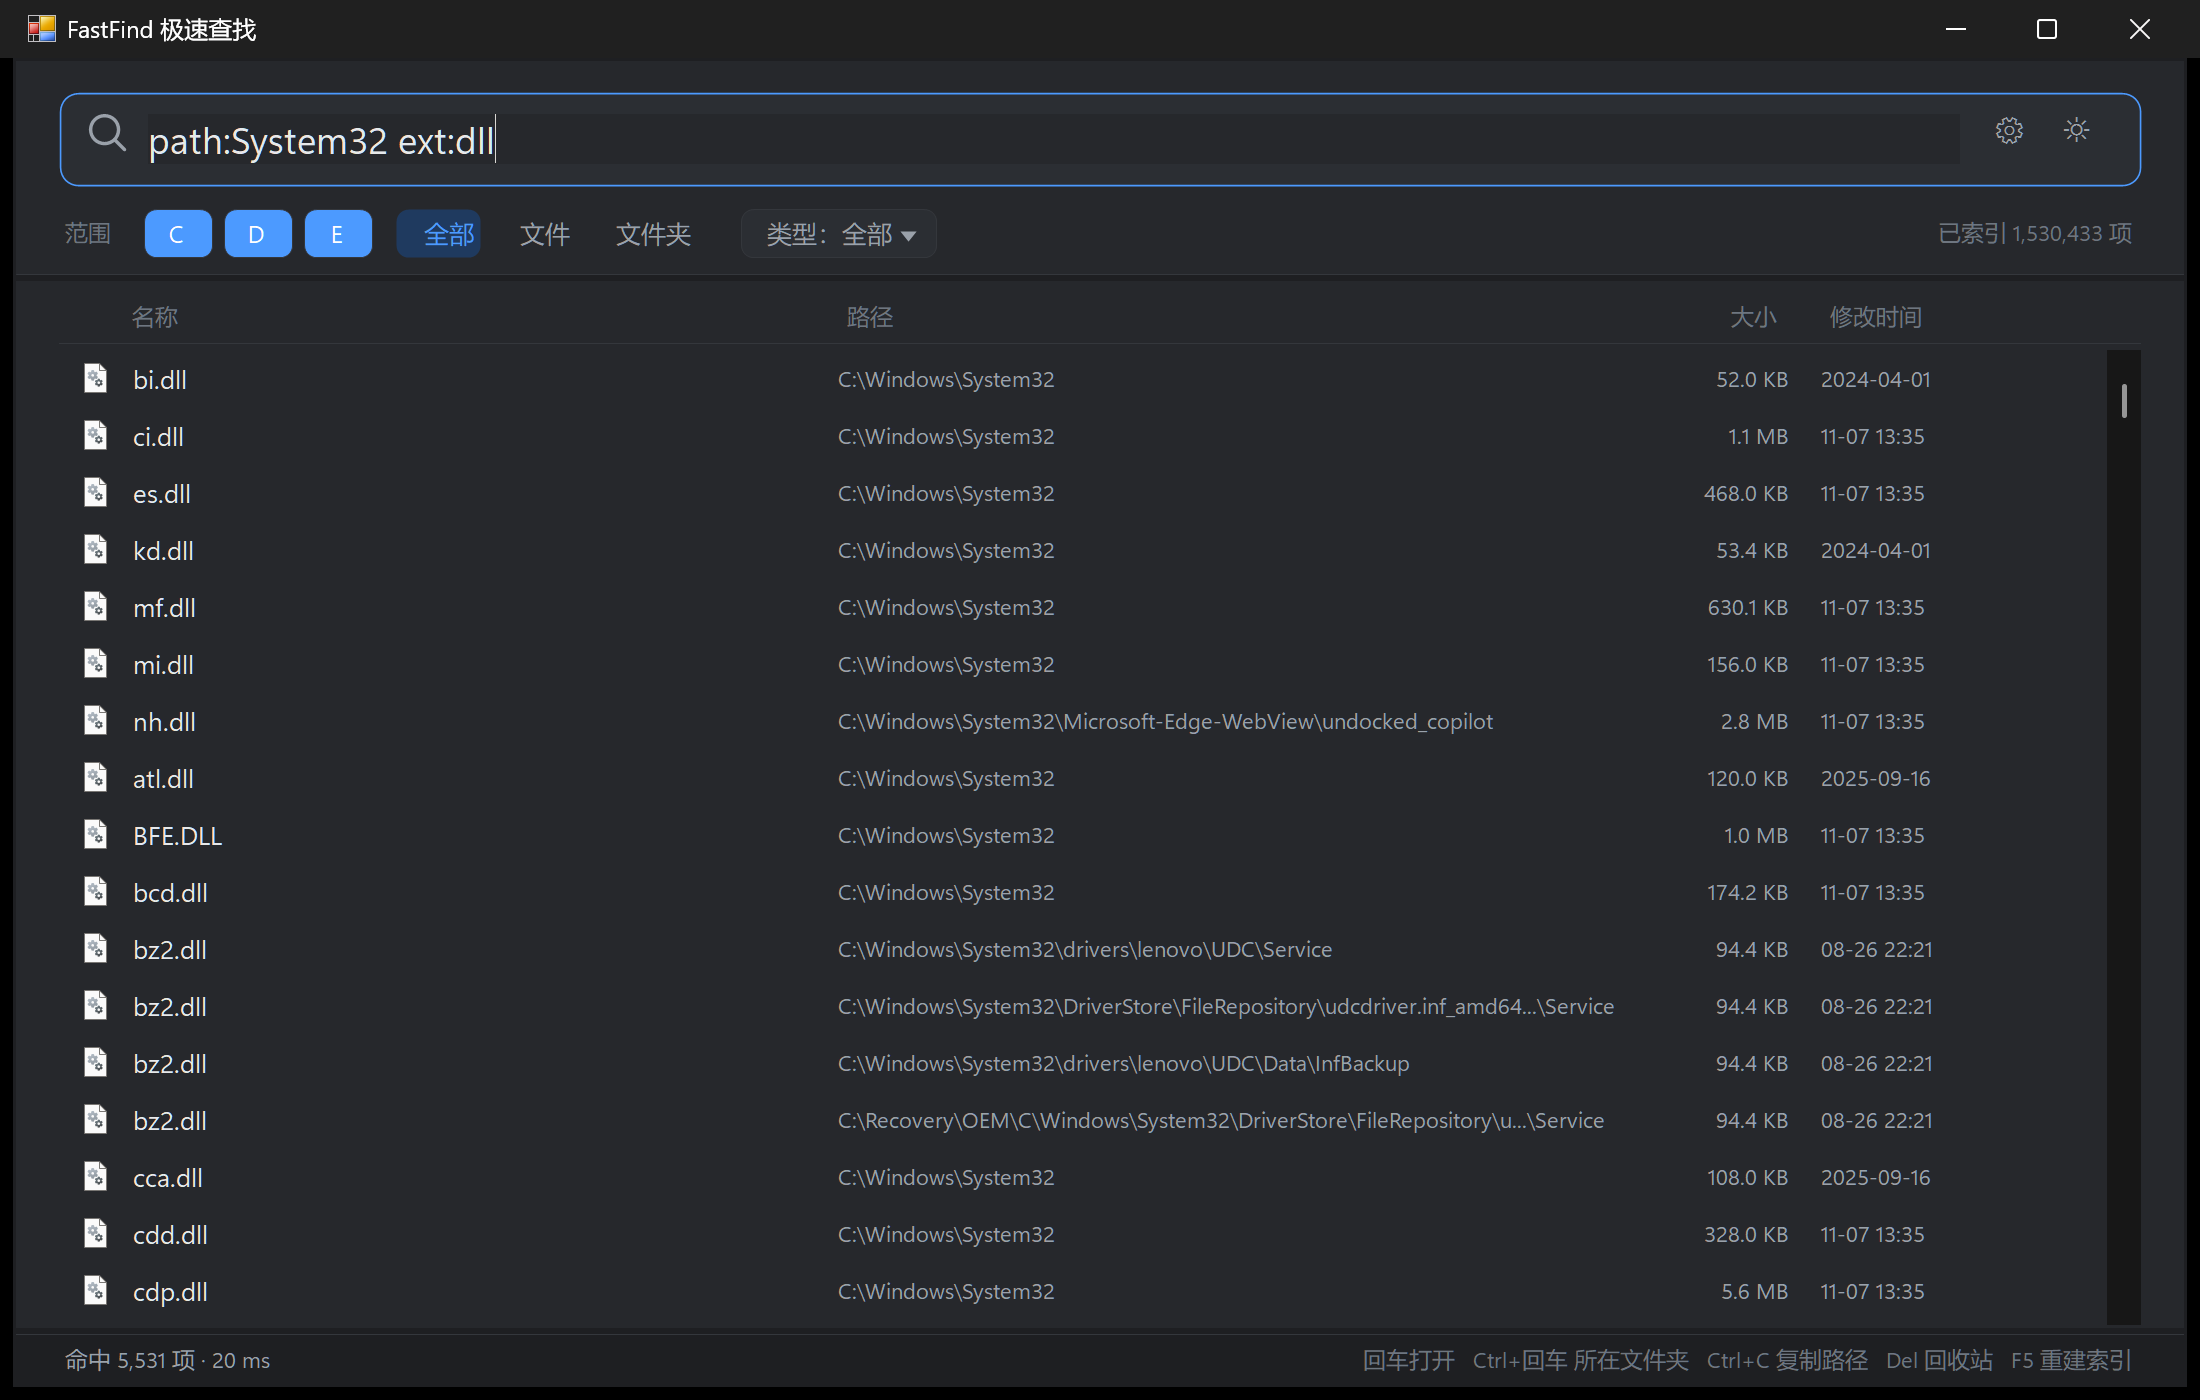 FastFind 极速查找
path:System32 ext:dll
范围 C D E 全部 文件 文件夹 类型：全部 已索引 1,530,433 项
名称 路径 大小 修改时间
bi.dll C:\Windows\System32 52.0 KB 2024-04-01
ci.dll C:\Windows\System32 1.1 MB 11-07 13:35
es.dll C:\Windows\System32 468.0 KB 11-07 13:35
kd.dll C:\Windows\System32 53.4 KB 2024-04-01
mf.dll C:\Windows\System32 630.1 KB 11-07 13:35
mi.dll C:\Windows\System32 156.0 KB 11-07 13:35
nh.dll C:\Windows\System32\Microsoft-Edge-WebView\undocked_copilot 2.8 MB 11-07 13:35
atl.dll C:\Windows\System32 120.0 KB 2025-09-16
BFE.DLL C:\Windows\System32 1.0 MB 11-07 13:35
bcd.dll C:\Windows\System32 174.2 KB 11-07 13:35
bz2.dll C:\Windows\System32\drivers\lenovo\UDC\Service 94.4 KB 08-26 22:21
bz2.dll C:\Windows\System32\DriverStore\FileRepository\udcdriver.inf_amd64...\Service 94.4 KB 08-26 22:21
bz2.dll C:\Windows\System32\drivers\lenovo\UDC\Data\InfBackup 94.4 KB 08-26 22:21
bz2.dll C:\Recovery\OEM\C\Windows\System32\DriverStore\FileRepository\u...\Service 94.4 KB 08-26 22:21
cca.dll C:\Windows\System32 108.0 KB 2025-09-16
cdd.dll C:\Windows\System32 328.0 KB 11-07 13:35
cdp.dll C:\Windows\System32 5.6 MB 11-07 13:35
命中 5,531 项 · 20 ms 回车打开 Ctrl+回车 所在文件夹 Ctrl+C 复制路径 Del 回收站 F5 重建索引